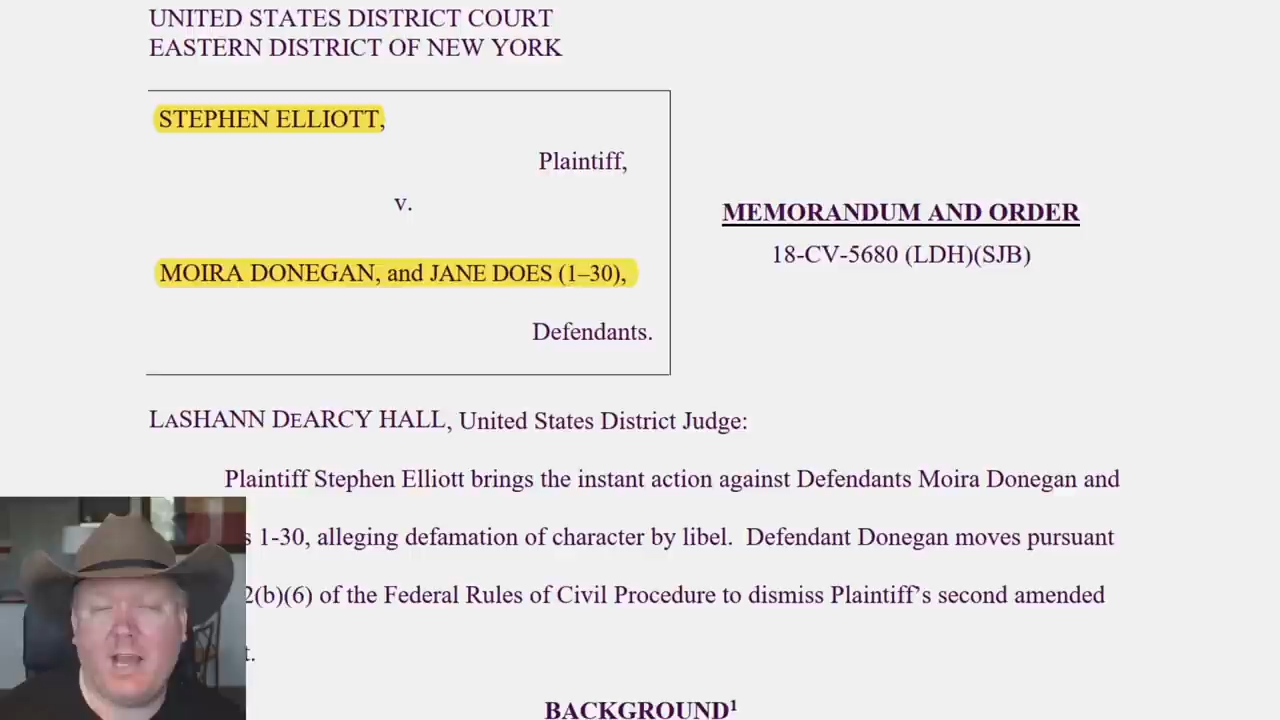 UNITED STATES DISTRICT COURT
EASTERN DISTRICT OF NEW YORK
STEPHEN ELLIOTT,
Plaintiff,
v.
MOIRA DONEGAN, and JANE DOES (1–30),
Defendants.
MEMORANDUM AND ORDER
18-CV-5680 (LDH)(SJB)
LASHANN DEARCY HALL, United States District Judge:
Plaintiff Stephen Elliott brings the instant action against Defendants Moira Donegan and
s 1-30, alleging defamation of character by libel. Defendant Donegan moves pursuant
2(b)(6) of the Federal Rules of Civil Procedure to dismiss Plaintiff’s second amended
t.
BACKGROUND¹